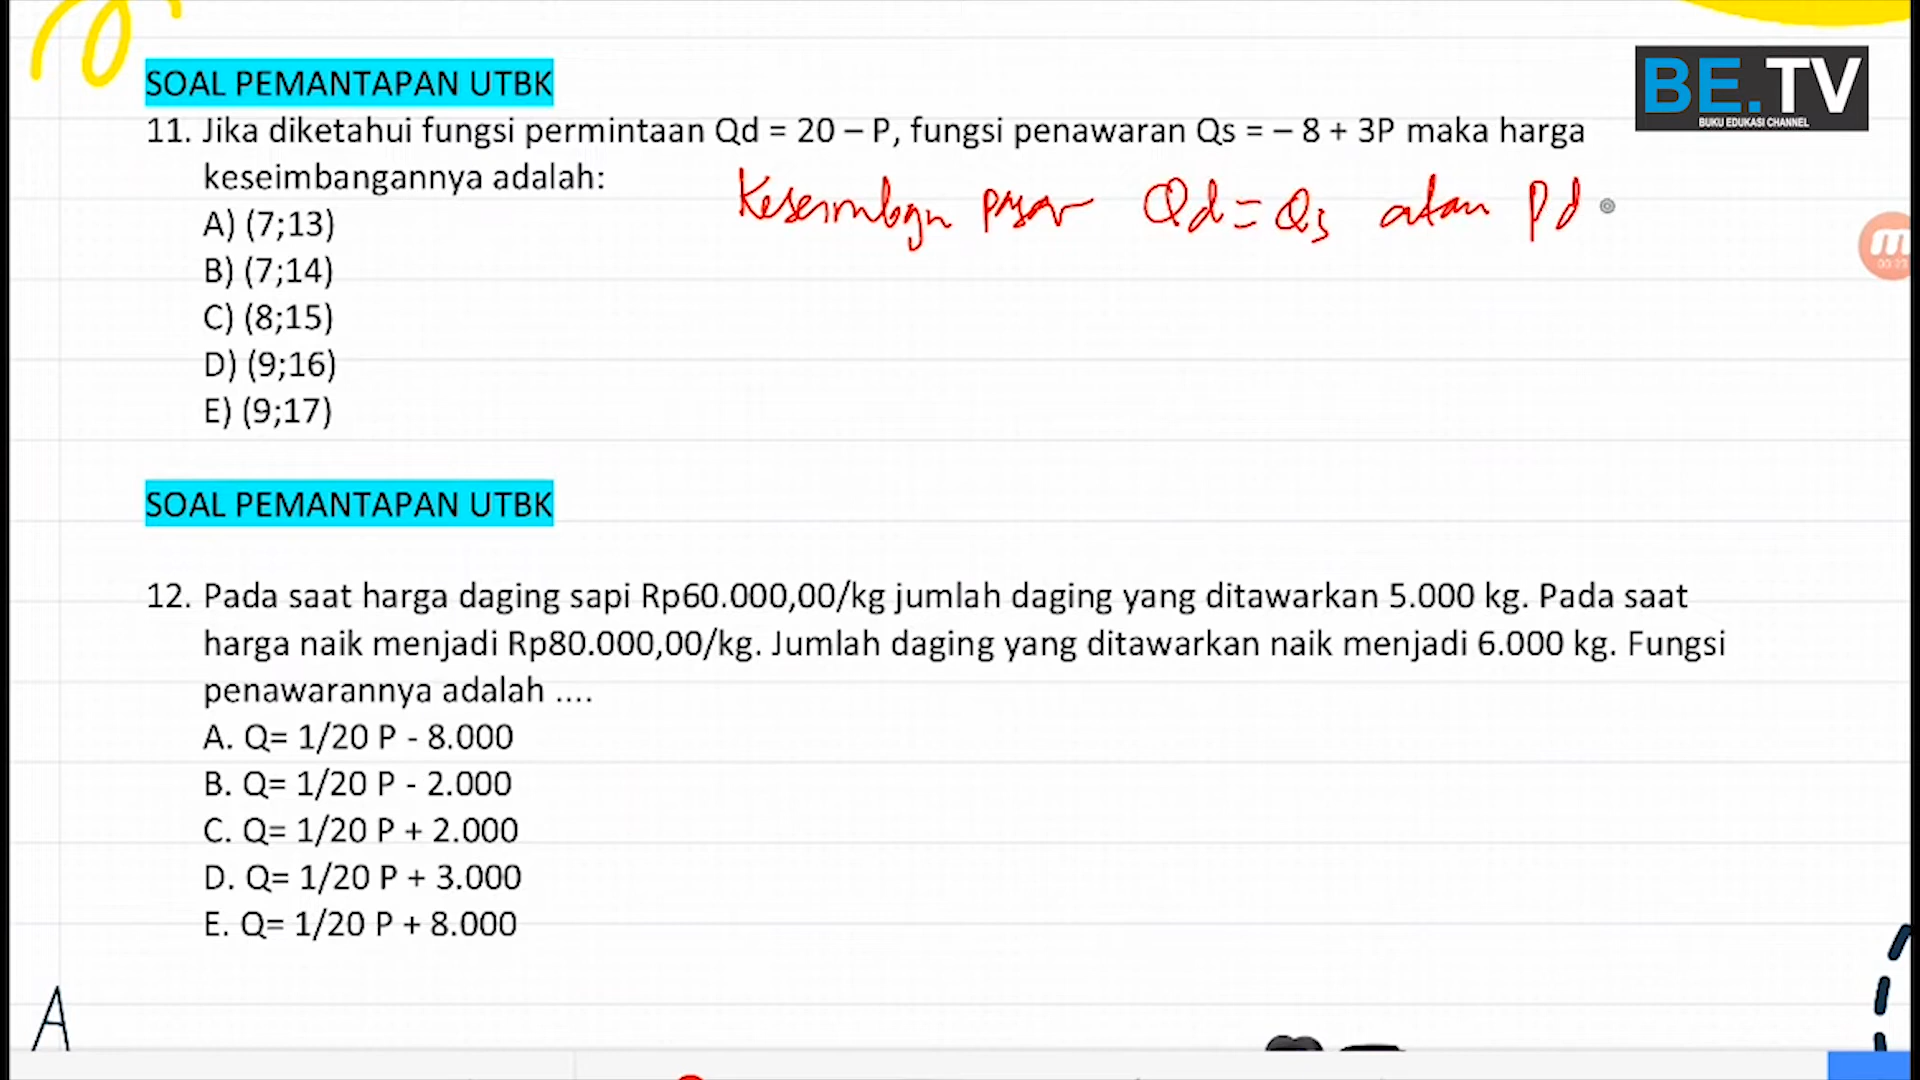 SOAL PEMANTAPAN UTBK
BE.TV
BUKU EDUKASI CHANNEL
11. Jika diketahui fungsi permintaan Qd = 20 – P, fungsi penawaran Qs = – 8 + 3P maka harga
keseimbangannya adalah:
Qd = Qs atau Pd
A) (7;13)
B) (7;14)
C) (8;15)
D) (9;16)
E) (9;17)
00:23
SOAL PEMANTAPAN UTBK
12. Pada saat harga daging sapi Rp60.000,00/kg jumlah daging yang ditawarkan 5.000 kg. Pada saat
harga naik menjadi Rp80.000,00/kg. Jumlah daging yang ditawarkan naik menjadi 6.000 kg. Fungsi
penawarannya adalah ....
A. Q= 1/20 P - 8.000
B. Q= 1/20 P - 2.000
C. Q= 1/20 P + 2.000
D. Q= 1/20 P + 3.000
E. Q= 1/20 P + 8.000
A